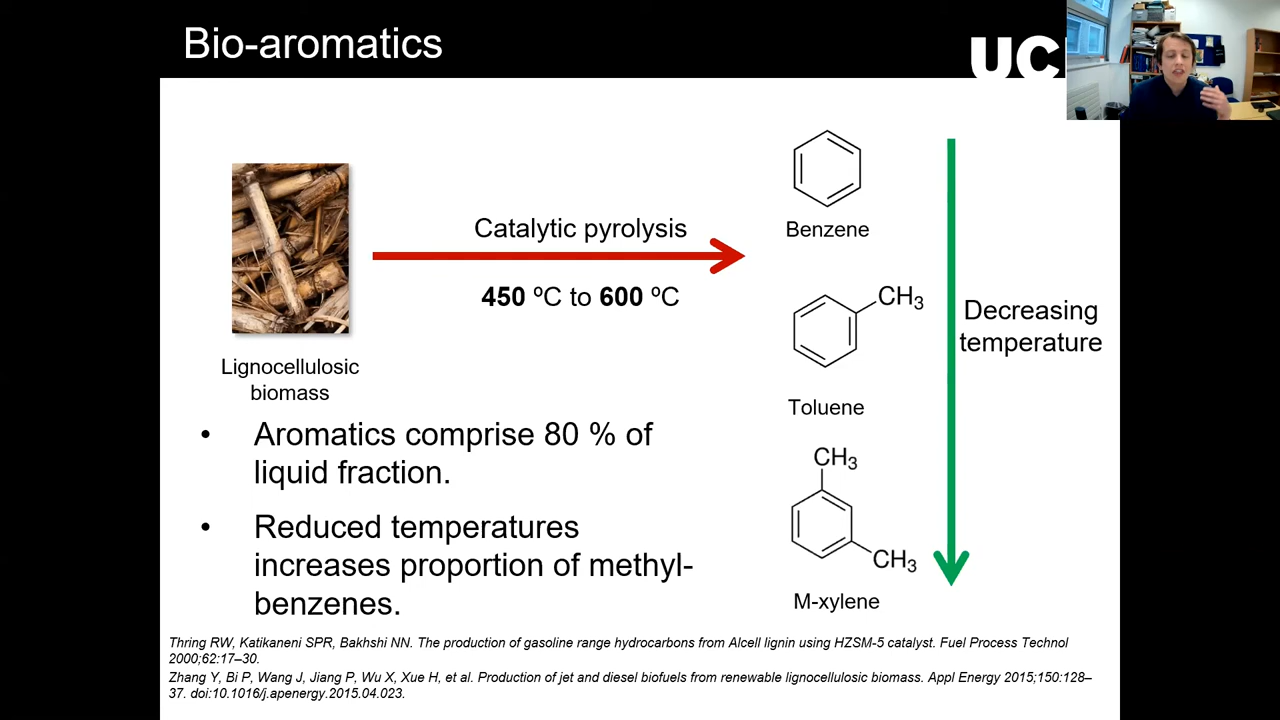 Bio-aromatics
UC
Benzene
Catalytic pyrolysis
450 ºC to 600 ºC
CH3
Decreasing
temperature
Lignocellulosic
biomass
Toluene
• Aromatics comprise 80 % of
liquid fraction.
CH3
• Reduced temperatures
increases proportion of methyl-
benzenes.
CH3
M-xylene
Thring RW, Katikaneni SPR, Bakhshi NN. The production of gasoline range hydrocarbons from Alcell lignin using HZSM-5 catalyst. Fuel Process Technol
2000;62:17–30.
Zhang Y, Bi P, Wang J, Jiang P, Wu X, Xue H, et al. Production of jet and diesel biofuels from renewable lignocellulosic biomass. Appl Energy 2015;150:128–
37. doi:10.1016/j.apenergy.2015.04.023.